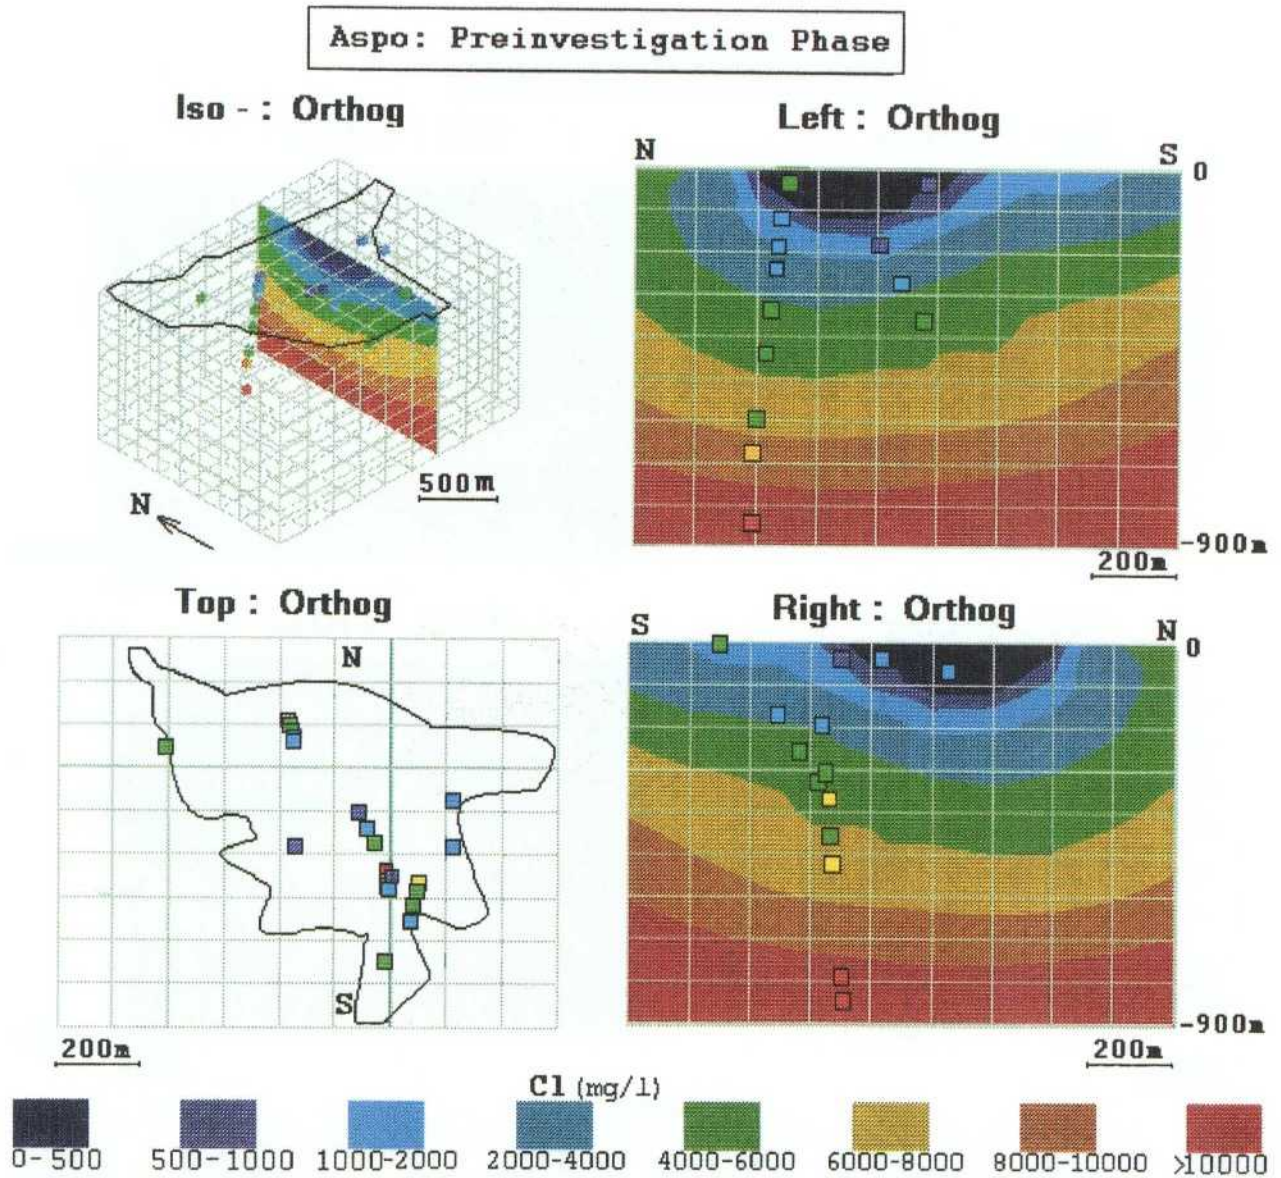 Aspo: Preinvestigation Phase
Iso - : Orthog
Left : Orthog
N
S
0
500m
N
-900m
200m
Top : Orthog
Right : Orthog
N
S
N
0
S
-900m
200m
200m
Cl (mg/l)
0-500
500-1000
1000-2000
2000-4000
4000-6000
6000-8000
8000-10000
>10000